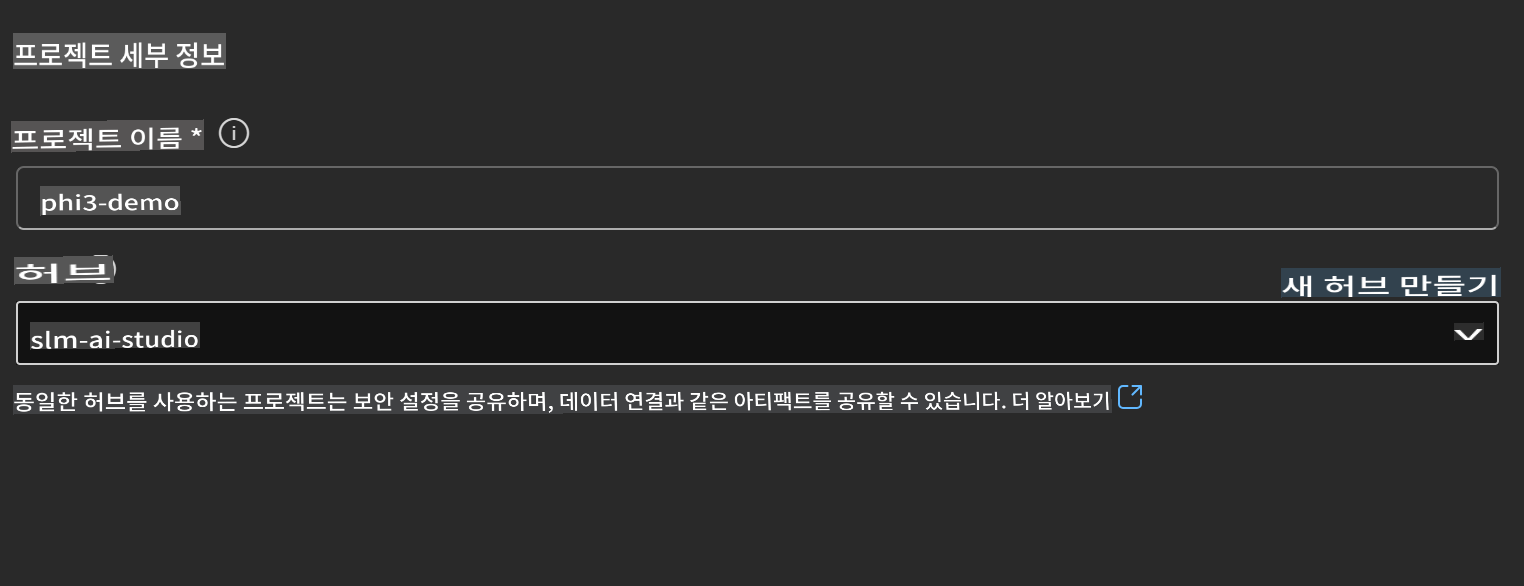 프로젝트 세부 정보
프로젝트 이름 *
phi3-demo
허브
새 허브 만들기
slm-ai-studio
동일한 허브를 사용하는 프로젝트는 보안 설정을 공유하며, 데이터 연결과 같은 아티팩트를 공유할 수 있습니다. 더 알아보기